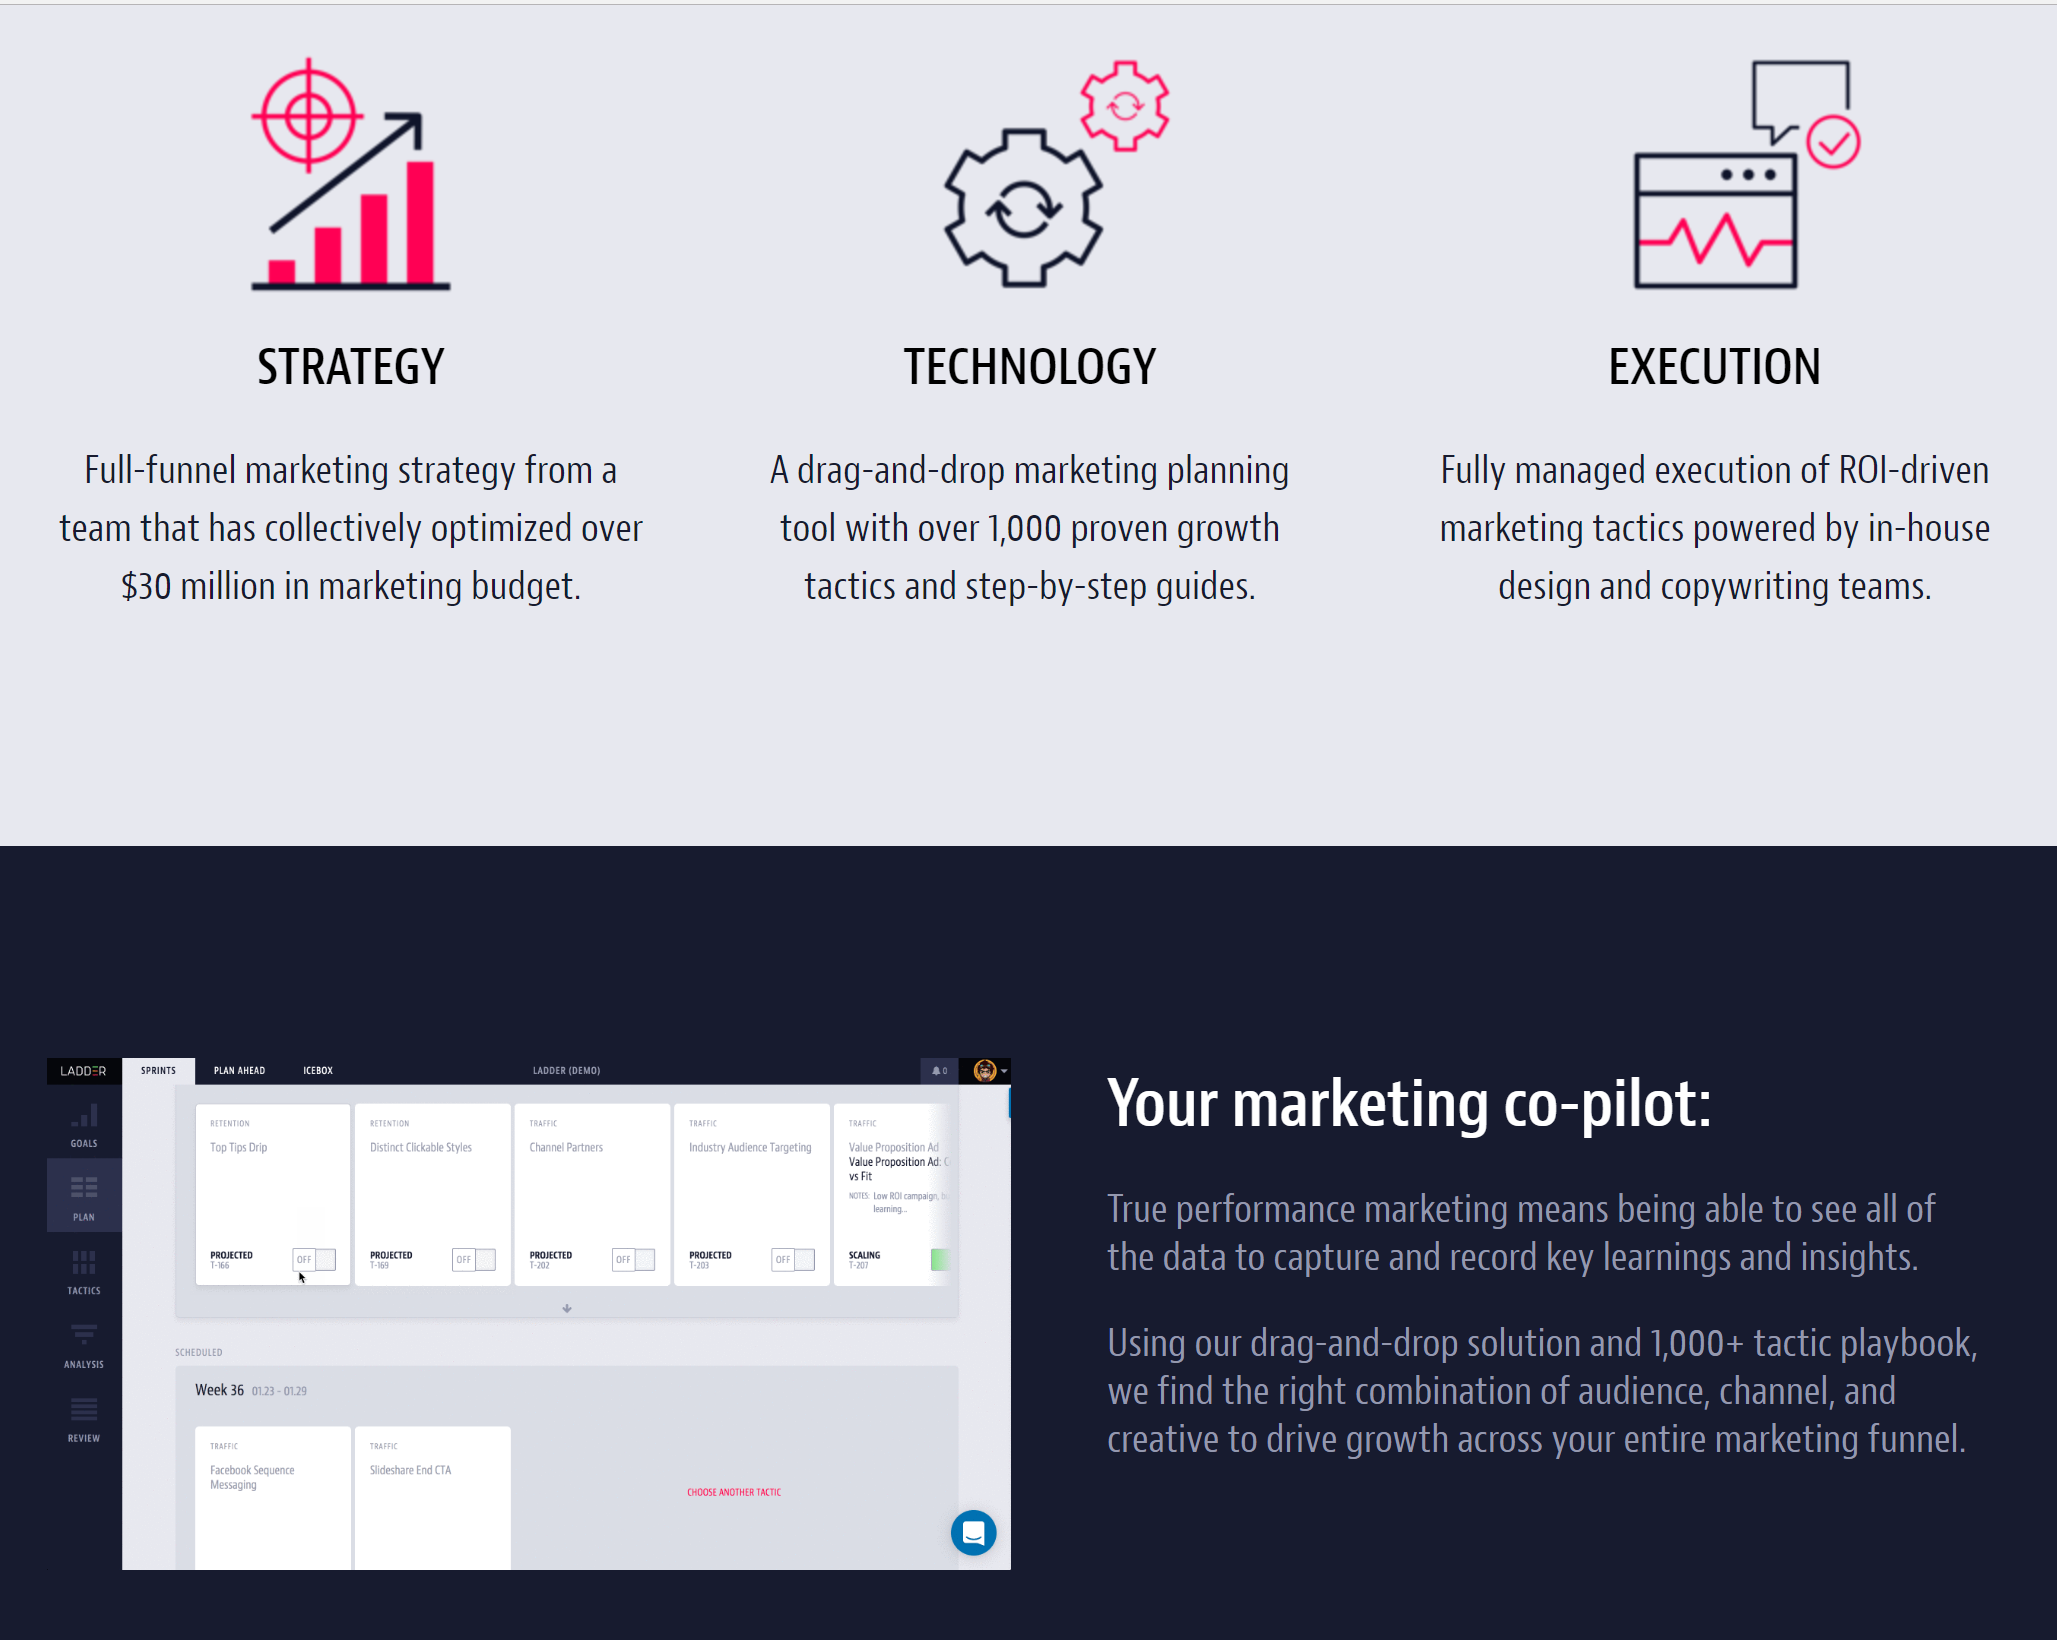 STRATEGY
Full-funnel marketing strategy from a
team that has collectively optimized over
$30 million in marketing budget.
TECHNOLOGY
A drag-and-drop marketing planning
tool with over 1,000 proven growth
tactics and step-by-step guides.
EXECUTION
Fully managed execution of ROI-driven
marketing tactics powered by in-house
design and copywriting teams.
LADDER
SPRINTS
PLAN AHEAD
ICEBOX
LADDER (DEMO)
0
GOALS
PLAN
TACTICS
ANALYSIS
REVIEW
RETENTION
Top Tips Drip
PROJECTED
T-166
OFF
RETENTION
Distinct Clickable Styles
PROJECTED
T-169
OFF
TRAFFIC
Channel Partners
PROJECTED
T-202
OFF
TRAFFIC
Industry Audience Targeting
PROJECTED
T-203
OFF
TRAFFIC
Value Proposition Ad
Value Proposition Ad:
vs Fit
NOTES: Low ROI campaign,
learning...
SCALING
T-207
SCHEDULED
Week 36 01.23 - 01.29
TRAFFIC
Facebook Sequence
Messaging
TRAFFIC
Slideshare End CTA
CHOOSE ANOTHER TACTIC
Your marketing co-pilot:
True performance marketing means being able to see all of
the data to capture and record key learnings and insights.
Using our drag-and-drop solution and 1,000+ tactic playbook,
we find the right combination of audience, channel, and
creative to drive growth across your entire marketing funnel.